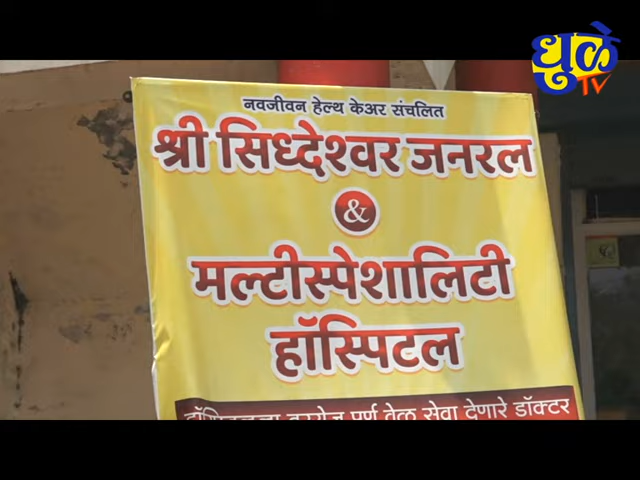 धुळे
TV
नवजीवन हेल्थ केअर संचलित
श्री सिध्देश्वर जनरल
&
मल्टीस्पेशालिटी
हॉस्पिटल
पूर्ण वेळ सेवा देणारे डॉक्टर